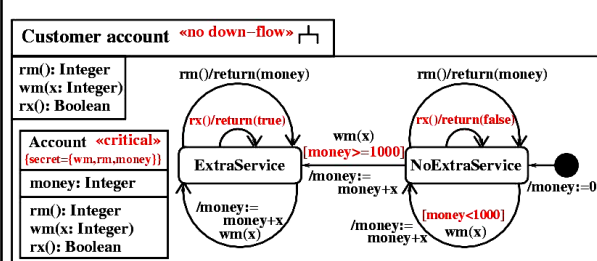 Customer account «no down-flow»
rm(): Integer
wm(x: Integer)
rx(): Boolean
Account «critical»
{secret={wm,rm,money}}
money: Integer
rm(): Integer
wm(x: Integer)
rx(): Boolean
rm()/return(money)
rx()/return(true)
ExtraService
/money:=
money+x
wm(x)
wm(x)
[money>=1000]
/money:=
money+x
rm()/return(money)
rx()/return(false)
NoExtraService
/money:=0
[money<1000]
wm(x)
/money:=
money+x